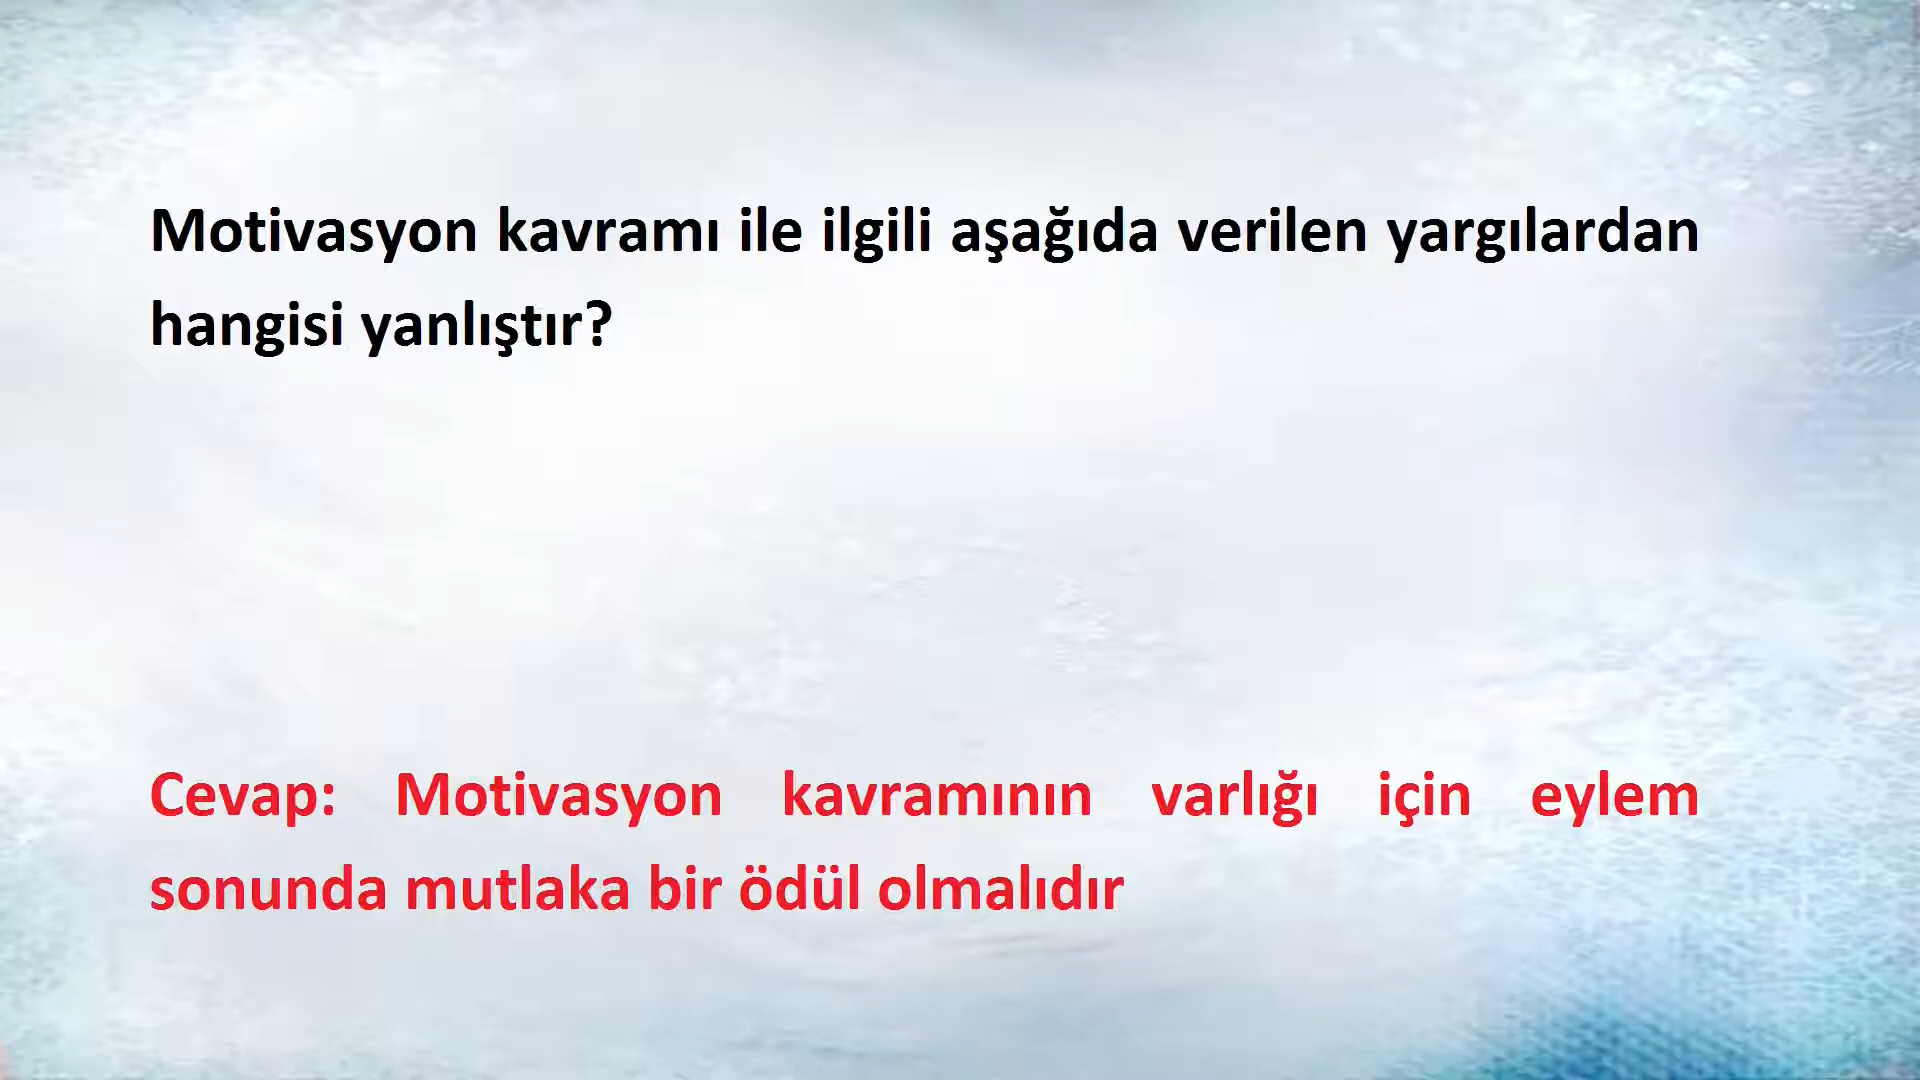 Motivasyon kavramı ile ilgili aşağıda verilen yargılardan
hangisi yanlıştır?
Cevap: Motivasyon kavramının varlığı için eylem
sonunda mutlaka bir ödül olmalıdır